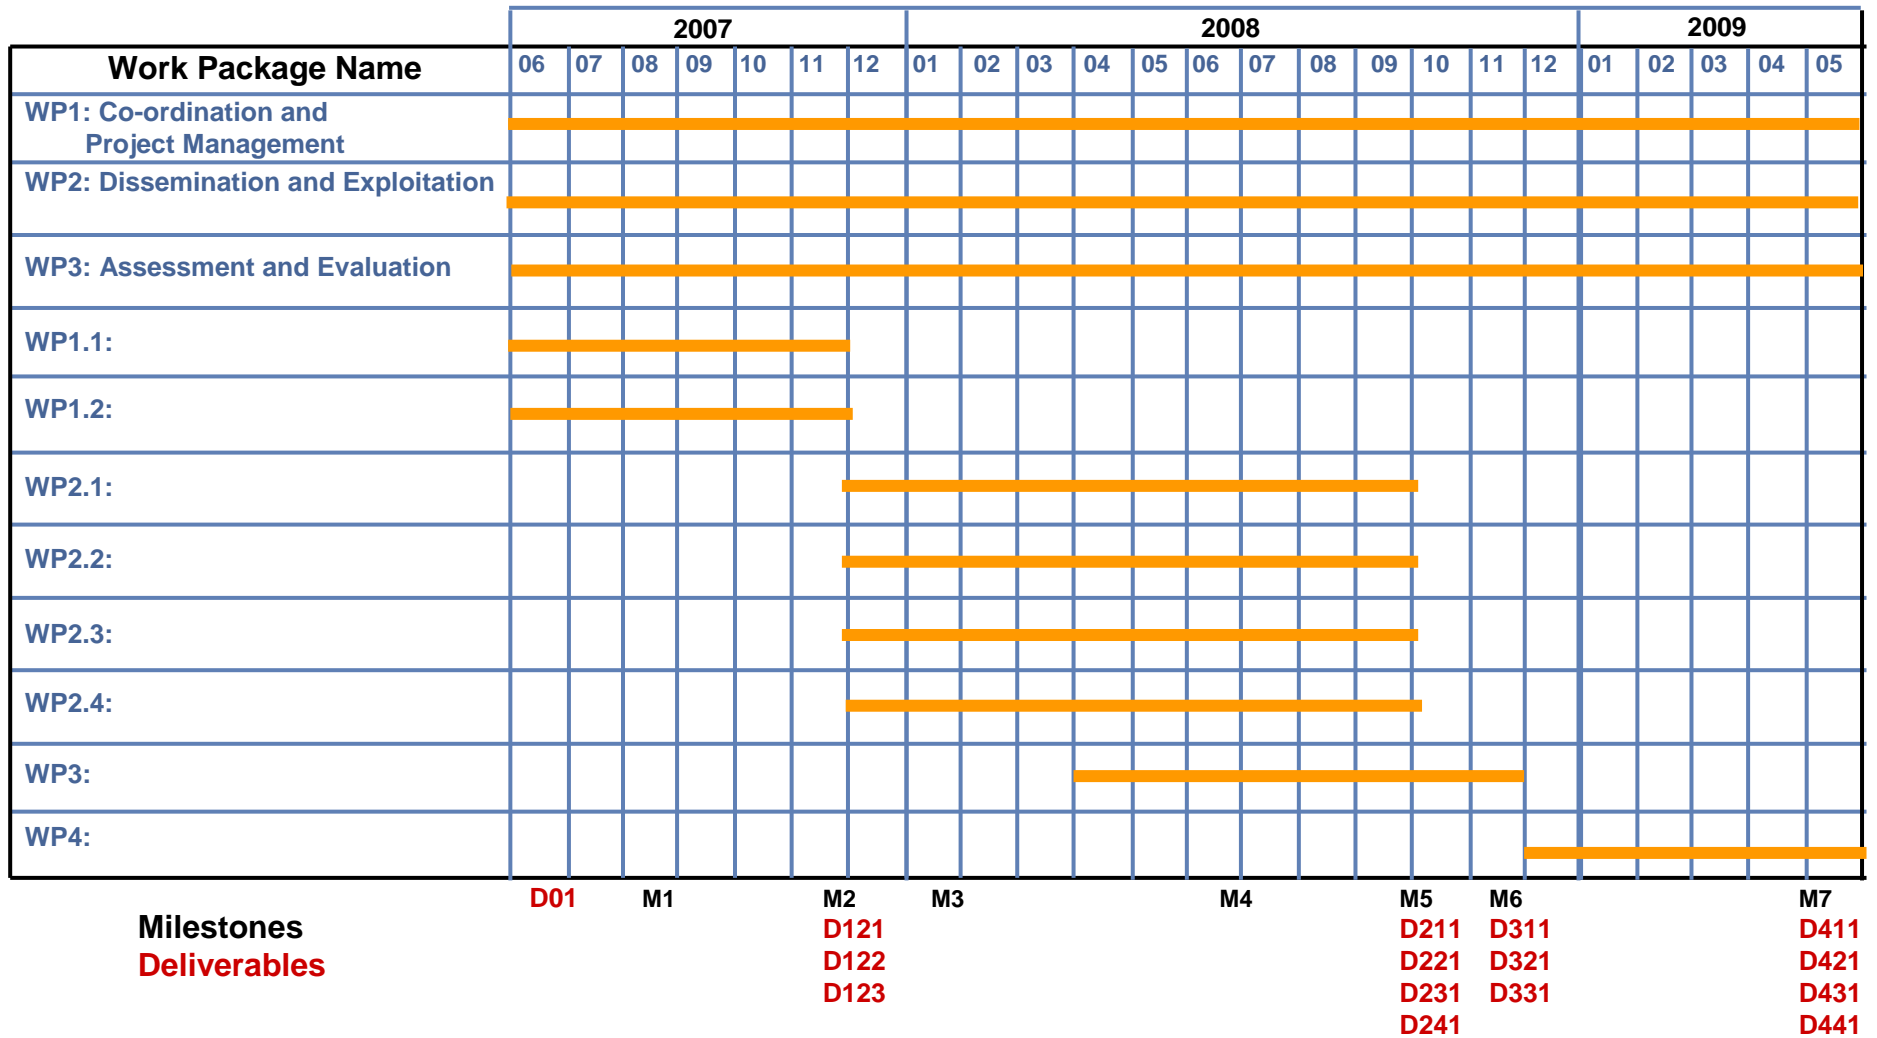 2007 2008 2009
Work Package Name 06 07 08 09 10 11 12 01 02 03 04 05 06 07 08 09 10 11 12 01 02 03 04 05
WP1: Co-ordination and
Project Management
WP2: Dissemination and Exploitation
WP3: Assessment and Evaluation
WP1.1:
WP1.2:
WP2.1:
WP2.2:
WP2.3:
WP2.4:
WP3:
WP4:
D01 M1 M2 M3 M4 M5 M6 M7
Milestones D121 D211 D311 D411
Deliverables D122 D221 D321 D421
D123 D231 D331 D431
D241 D441